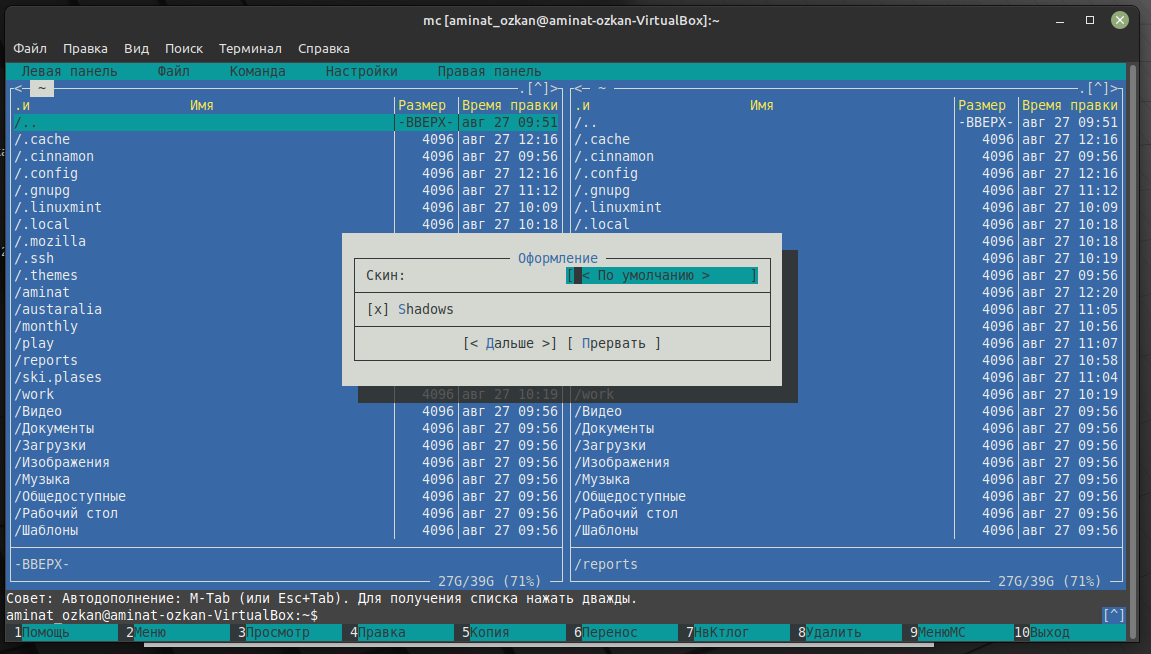 mc [aminat_ozkan@aminat-ozkan-VirtualBox]:~
Файл Правка Вид Поиск Терминал Справка
Левая панель Файл Команда Настройки Правая панель
<─ ~ .[^]> <─ ~ .[^]>
.и Имя Размер Время правки .и Имя Размер Время правки
/.. -ВВЕРХ- авг 27 09:51 /.. -ВВЕРХ- авг 27 09:51
/.cache 4096 авг 27 12:16 /.cache 4096 авг 27 12:16
/.cinnamon 4096 авг 27 09:56 /.cinnamon 4096 авг 27 09:56
/.config 4096 авг 27 12:16 /.config 4096 авг 27 12:16
/.gnupg 4096 авг 27 11:12 /.gnupg 4096 авг 27 11:12
/.linuxmint 4096 авг 27 10:09 /.linuxmint 4096 авг 27 10:09
/.local 4096 авг 27 10:18 /.local 4096 авг 27 10:18
/.mozilla 4096 авг 27 10:18
/.ssh Оформление 4096 авг 27 10:19
/.themes Скин: [ < По умолчанию > ] 4096 авг 27 09:56
/aminat 4096 авг 27 12:20
/austaralia [x] Shadows 4096 авг 27 11:05
/monthly 4096 авг 27 10:56
/play [< Дальше >] [ Прервать ] 4096 авг 27 11:07
/reports 4096 авг 27 10:58
/ski.plases 4096 авг 27 11:04
/work 4096 авг 27 10:19 /work 4096 авг 27 10:19
/Видео 4096 авг 27 09:56 /Видео 4096 авг 27 09:56
/Документы 4096 авг 27 09:56 /Документы 4096 авг 27 09:56
/Загрузки 4096 авг 27 09:56 /Загрузки 4096 авг 27 09:56
/Изображения 4096 авг 27 09:56 /Изображения 4096 авг 27 09:56
/Музыка 4096 авг 27 09:56 /Музыка 4096 авг 27 09:56
/Общедоступные 4096 авг 27 09:56 /Общедоступные 4096 авг 27 09:56
/Рабочий стол 4096 авг 27 09:56 /Рабочий стол 4096 авг 27 09:56
/Шаблоны 4096 авг 27 09:56 /Шаблоны 4096 авг 27 09:56
-ВВЕРХ- /reports
27G/39G (71%) 27G/39G (71%)
Совет: Автодополнение: M-Tab (или Esc+Tab). Для получения списка нажать дважды.
aminat_ozkan@aminat-ozkan-VirtualBox:~$ [^]
1Помощь 2Меню 3Просмотр 4Правка 5Копия 6Перенос 7НвКтлог 8Удалить 9МенюМС 10Выход